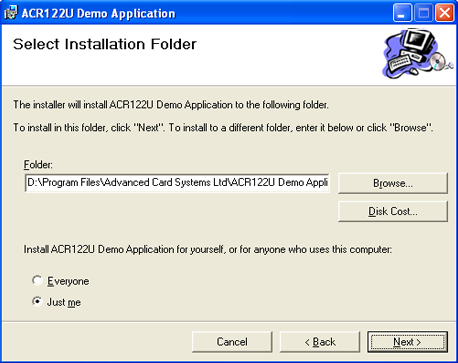 ACR122U Demo Application
Select Installation Folder
The installer will install ACR122U Demo Application to the following folder.
To install in this folder, click "Next". To install to a different folder, enter it below or click "Browse".
Folder:
D:\Program Files\Advanced Card Systems Ltd\ACR122U Demo Appli
Browse...
Disk Cost...
Install ACR122U Demo Application for yourself, or for anyone who uses this computer:
Everyone
Just me
Cancel
< Back
Next >